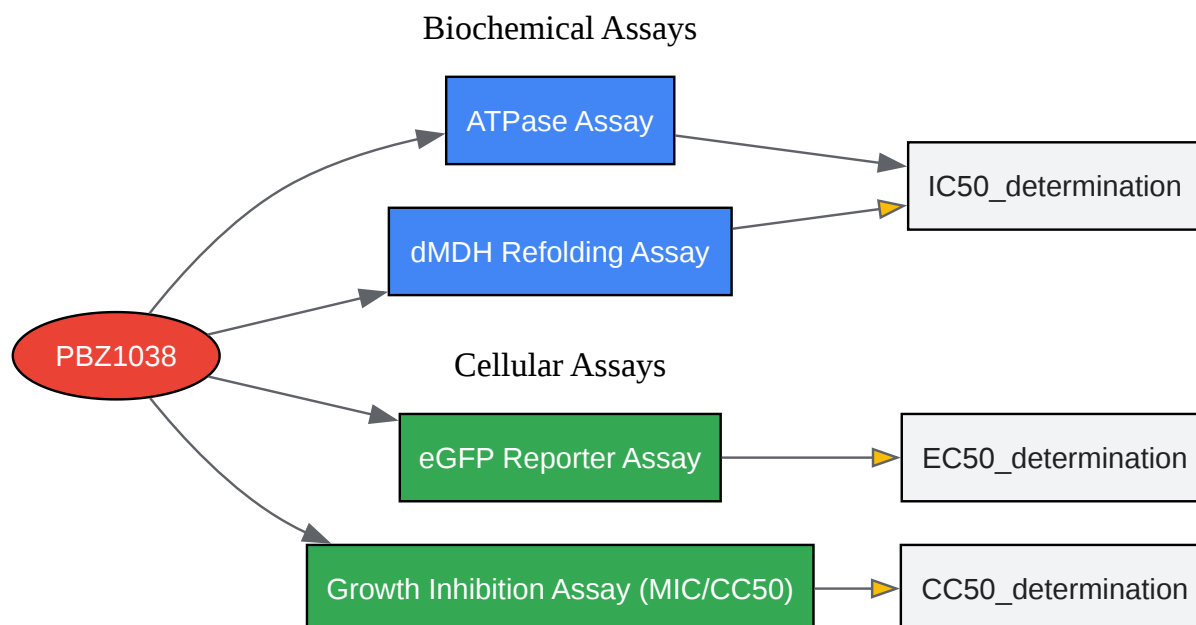 Biochemical Assays
ATPase Assay
IC50_determination
dMDH Refolding Assay
PBZ1038
Cellular Assays
eGFP Reporter Assay
EC50_determination
Growth Inhibition Assay (MIC/CC50)
CC50_determination